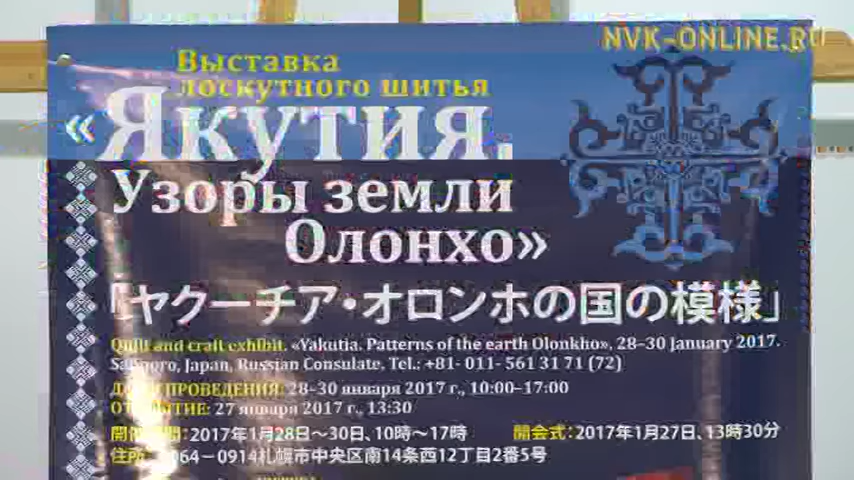 NVK-ONLINE.RU
Выставка
лоскутного шитья
«Якутия.
Узоры земли
Олонхо»
「ヤクーチア・オロンホの国の模様」
Quilt and craft exhibit. «Yakutia. Patterns of the earth Olonkho», 28–30 January 2017.
Sapporo, Japan, Russian Consulate, Tel.: +81- 011- 561 31 71 (72)
ПРОВЕДЕНИЯ: 28–30 января 2017 г., 10:00–17:00
27 января 2017 г., 13:30
2017年1月28日～30日、10時～17時 開会式：2017年1月27日、13時30分
住所 064－0914札幌市中央区南14条西12丁目2番5号